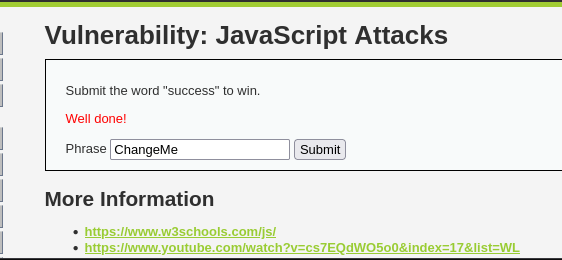 Vulnerability: JavaScript Attacks
Submit the word "success" to win.
Well done!
Phrase ChangeMe Submit
More Information
• https://www.w3schools.com/js/
• https://www.youtube.com/watch?v=cs7EQdWO5o0&index=17&list=WL